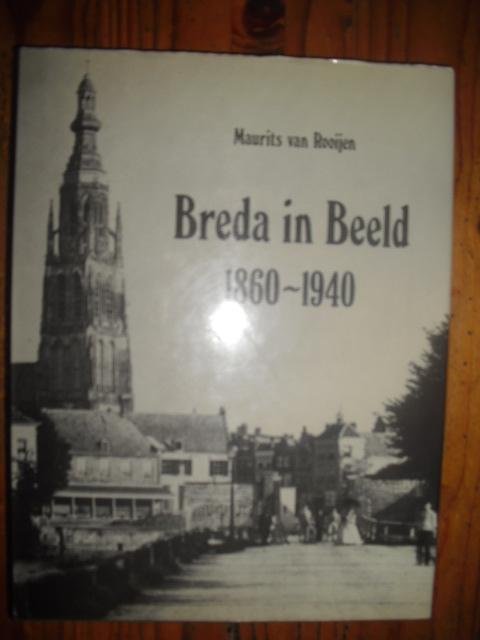 Maurits van Rooijen
Breda in Beeld
1860~1940